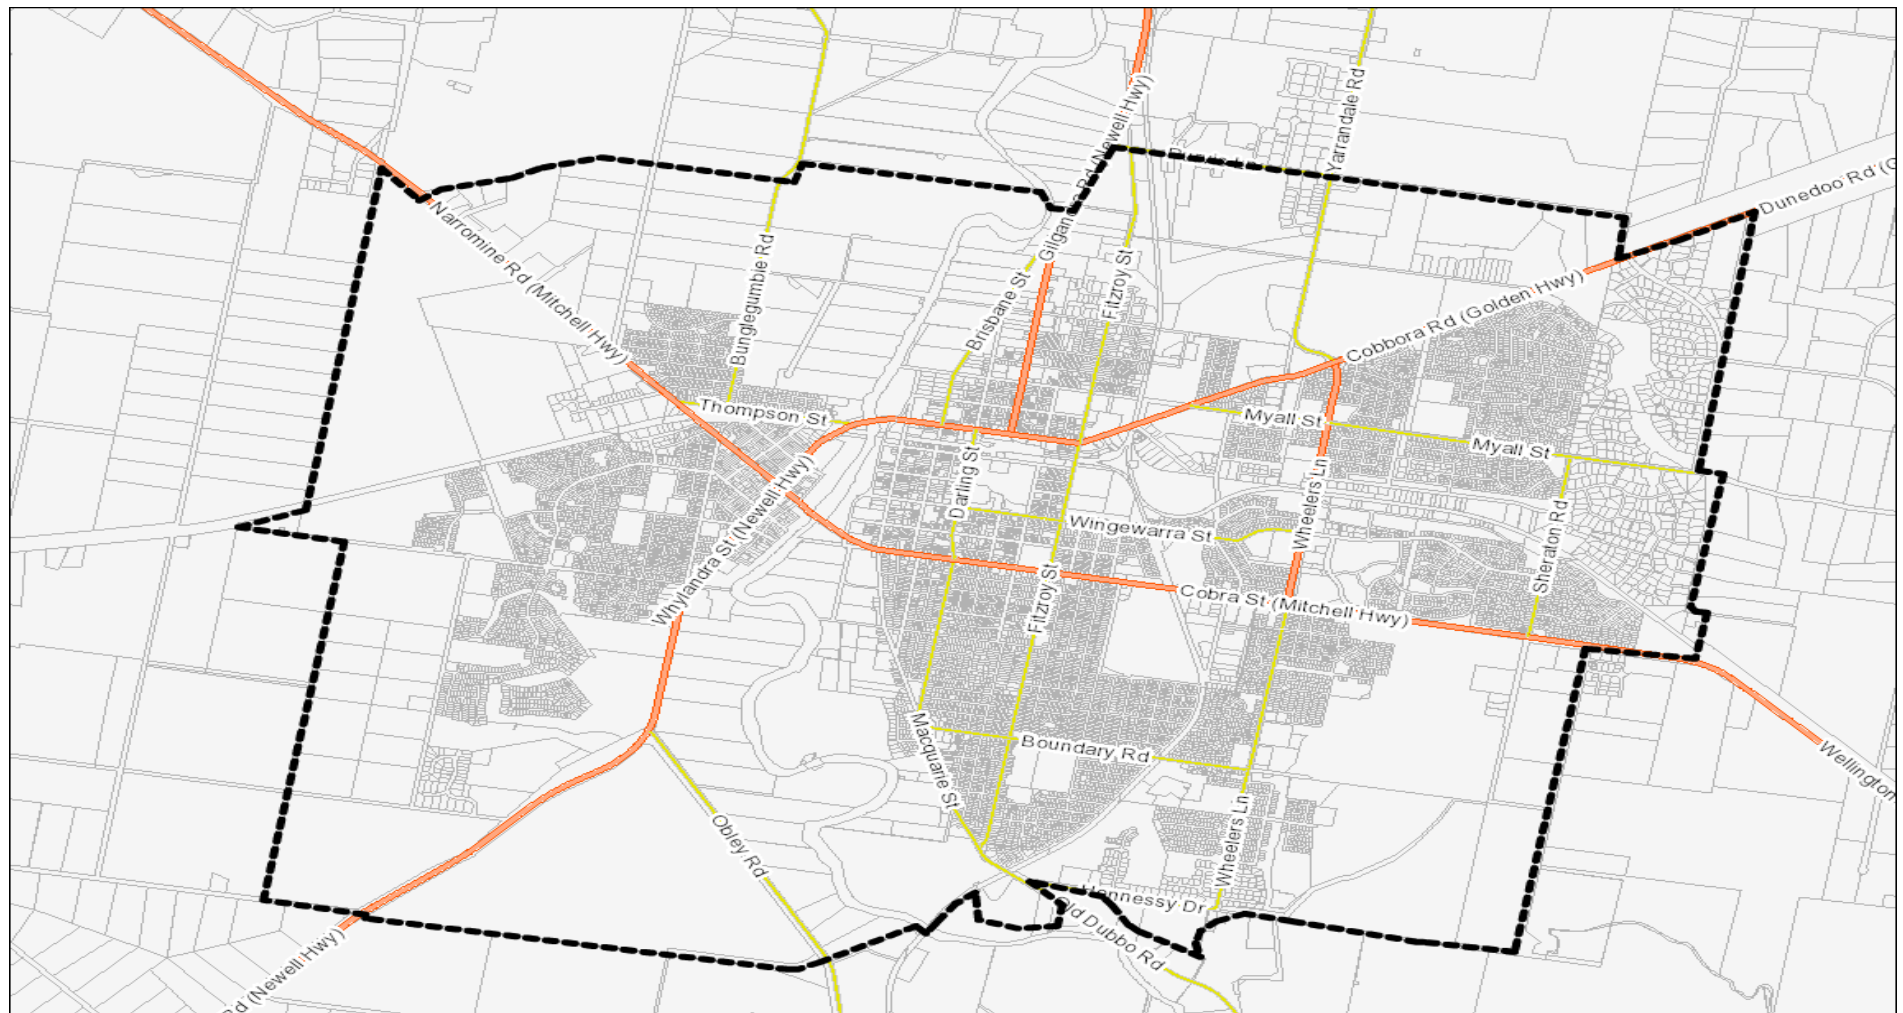 Yarrandale Rd
Gilgandra Rd (Newell Hwy)
Dunedoo Rd (G
Narromine Rd (Mitchell Hwy)
Bunglegumbie Rd
Brisbane St
Fitzroy St
Cobbora Rd (Golden Hwy)
Thompson St
Myall St
Myall St
Darling St
Whylandra St (Newell Hwy)
Wingewarra St
Wheelers Ln
Sheraton Rd
Fitzroy St
Cobra St (Mitchell Hwy)
Macquarie St
Boundary Rd
Wellington
Obley Rd
Wheelers Ln
Hennessy Dr
Old Dubbo Rd
Rd (Newell Hwy)